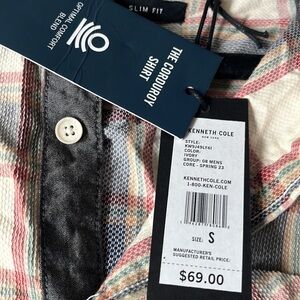 SLIM FIT
OPTIMAL COMFORT
BLEND
THE CORDUROY
SHIRT
KENNETH COLE
NEW YORK
STYLE:
COLOR:
IVORY
GROUP: 08 MENS
CORE - SPRING 23
KENNETHCOLE.COM
1-800-KEN-COLE
SIZE: S
MANUFACTURER'S
SUGGESTED RETAIL PRICE:
$69.00